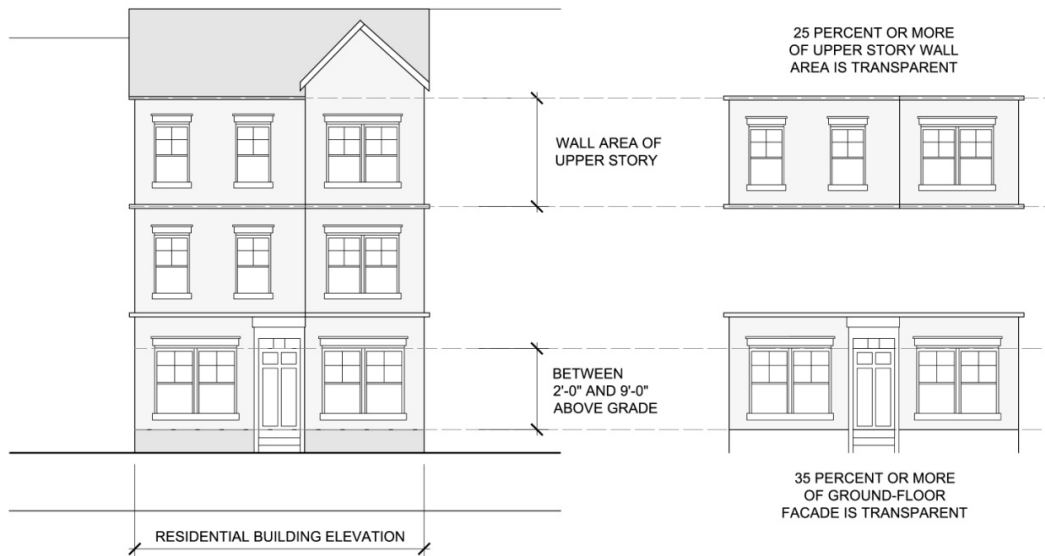 25 PERCENT OR MORE
OF UPPER STORY WALL
AREA IS TRANSPARENT
WALL AREA OF
UPPER STORY
BETWEEN
2'-0" AND 9'-0"
ABOVE GRADE
35 PERCENT OR MORE
OF GROUND-FLOOR
FACADE IS TRANSPARENT
RESIDENTIAL BUILDING ELEVATION